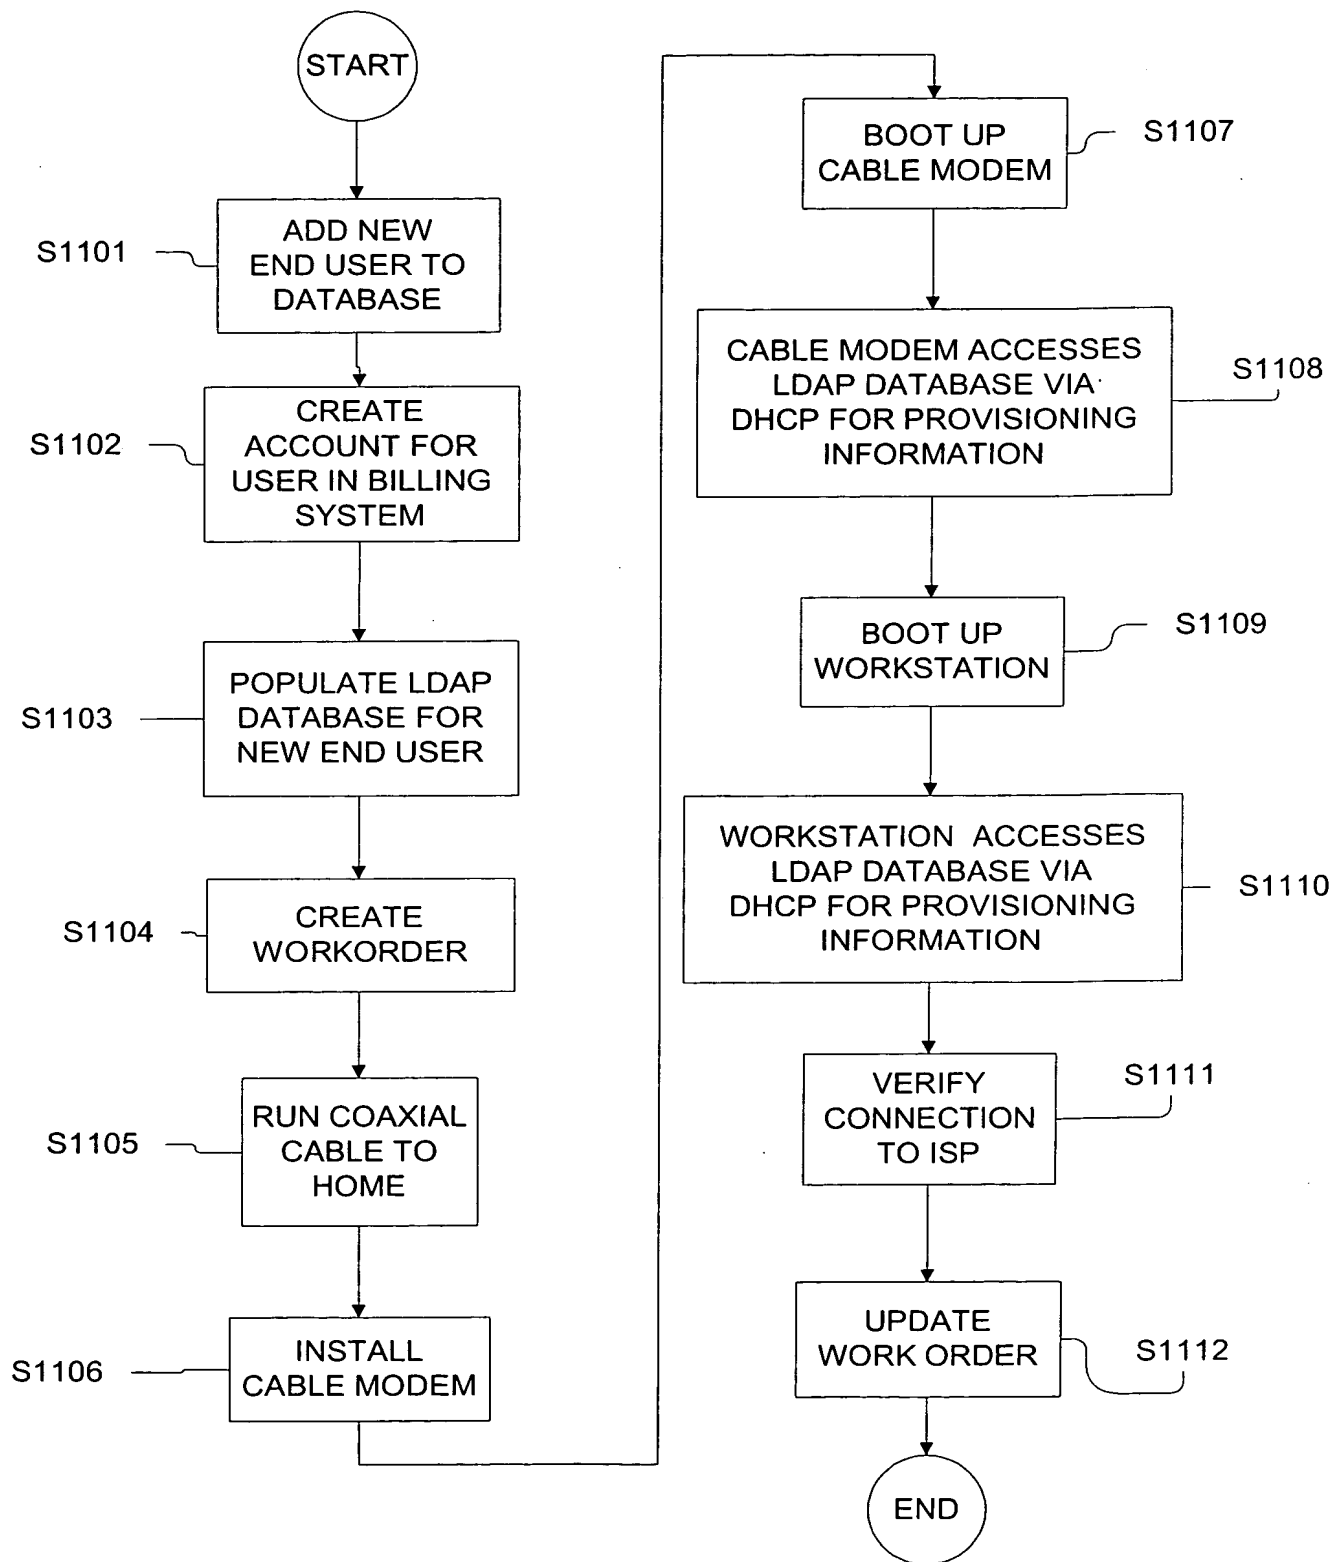 START
S1101
ADD NEW
END USER TO
DATABASE
S1102
CREATE
ACCOUNT FOR
USER IN BILLING
SYSTEM
S1103
POPULATE LDAP
DATABASE FOR
NEW END USER
S1104
CREATE
WORKORDER
S1105
RUN COAXIAL
CABLE TO
HOME
S1106
INSTALL
CABLE MODEM
BOOT UP
CABLE MODEM
S1107
CABLE MODEM ACCESSES
LDAP DATABASE VIA
DHCP FOR PROVISIONING
INFORMATION
S1108
BOOT UP
WORKSTATION
S1109
WORKSTATION ACCESSES
LDAP DATABASE VIA
DHCP FOR PROVISIONING
INFORMATION
S1110
VERIFY
CONNECTION
TO ISP
S1111
UPDATE
WORK ORDER
S1112
END